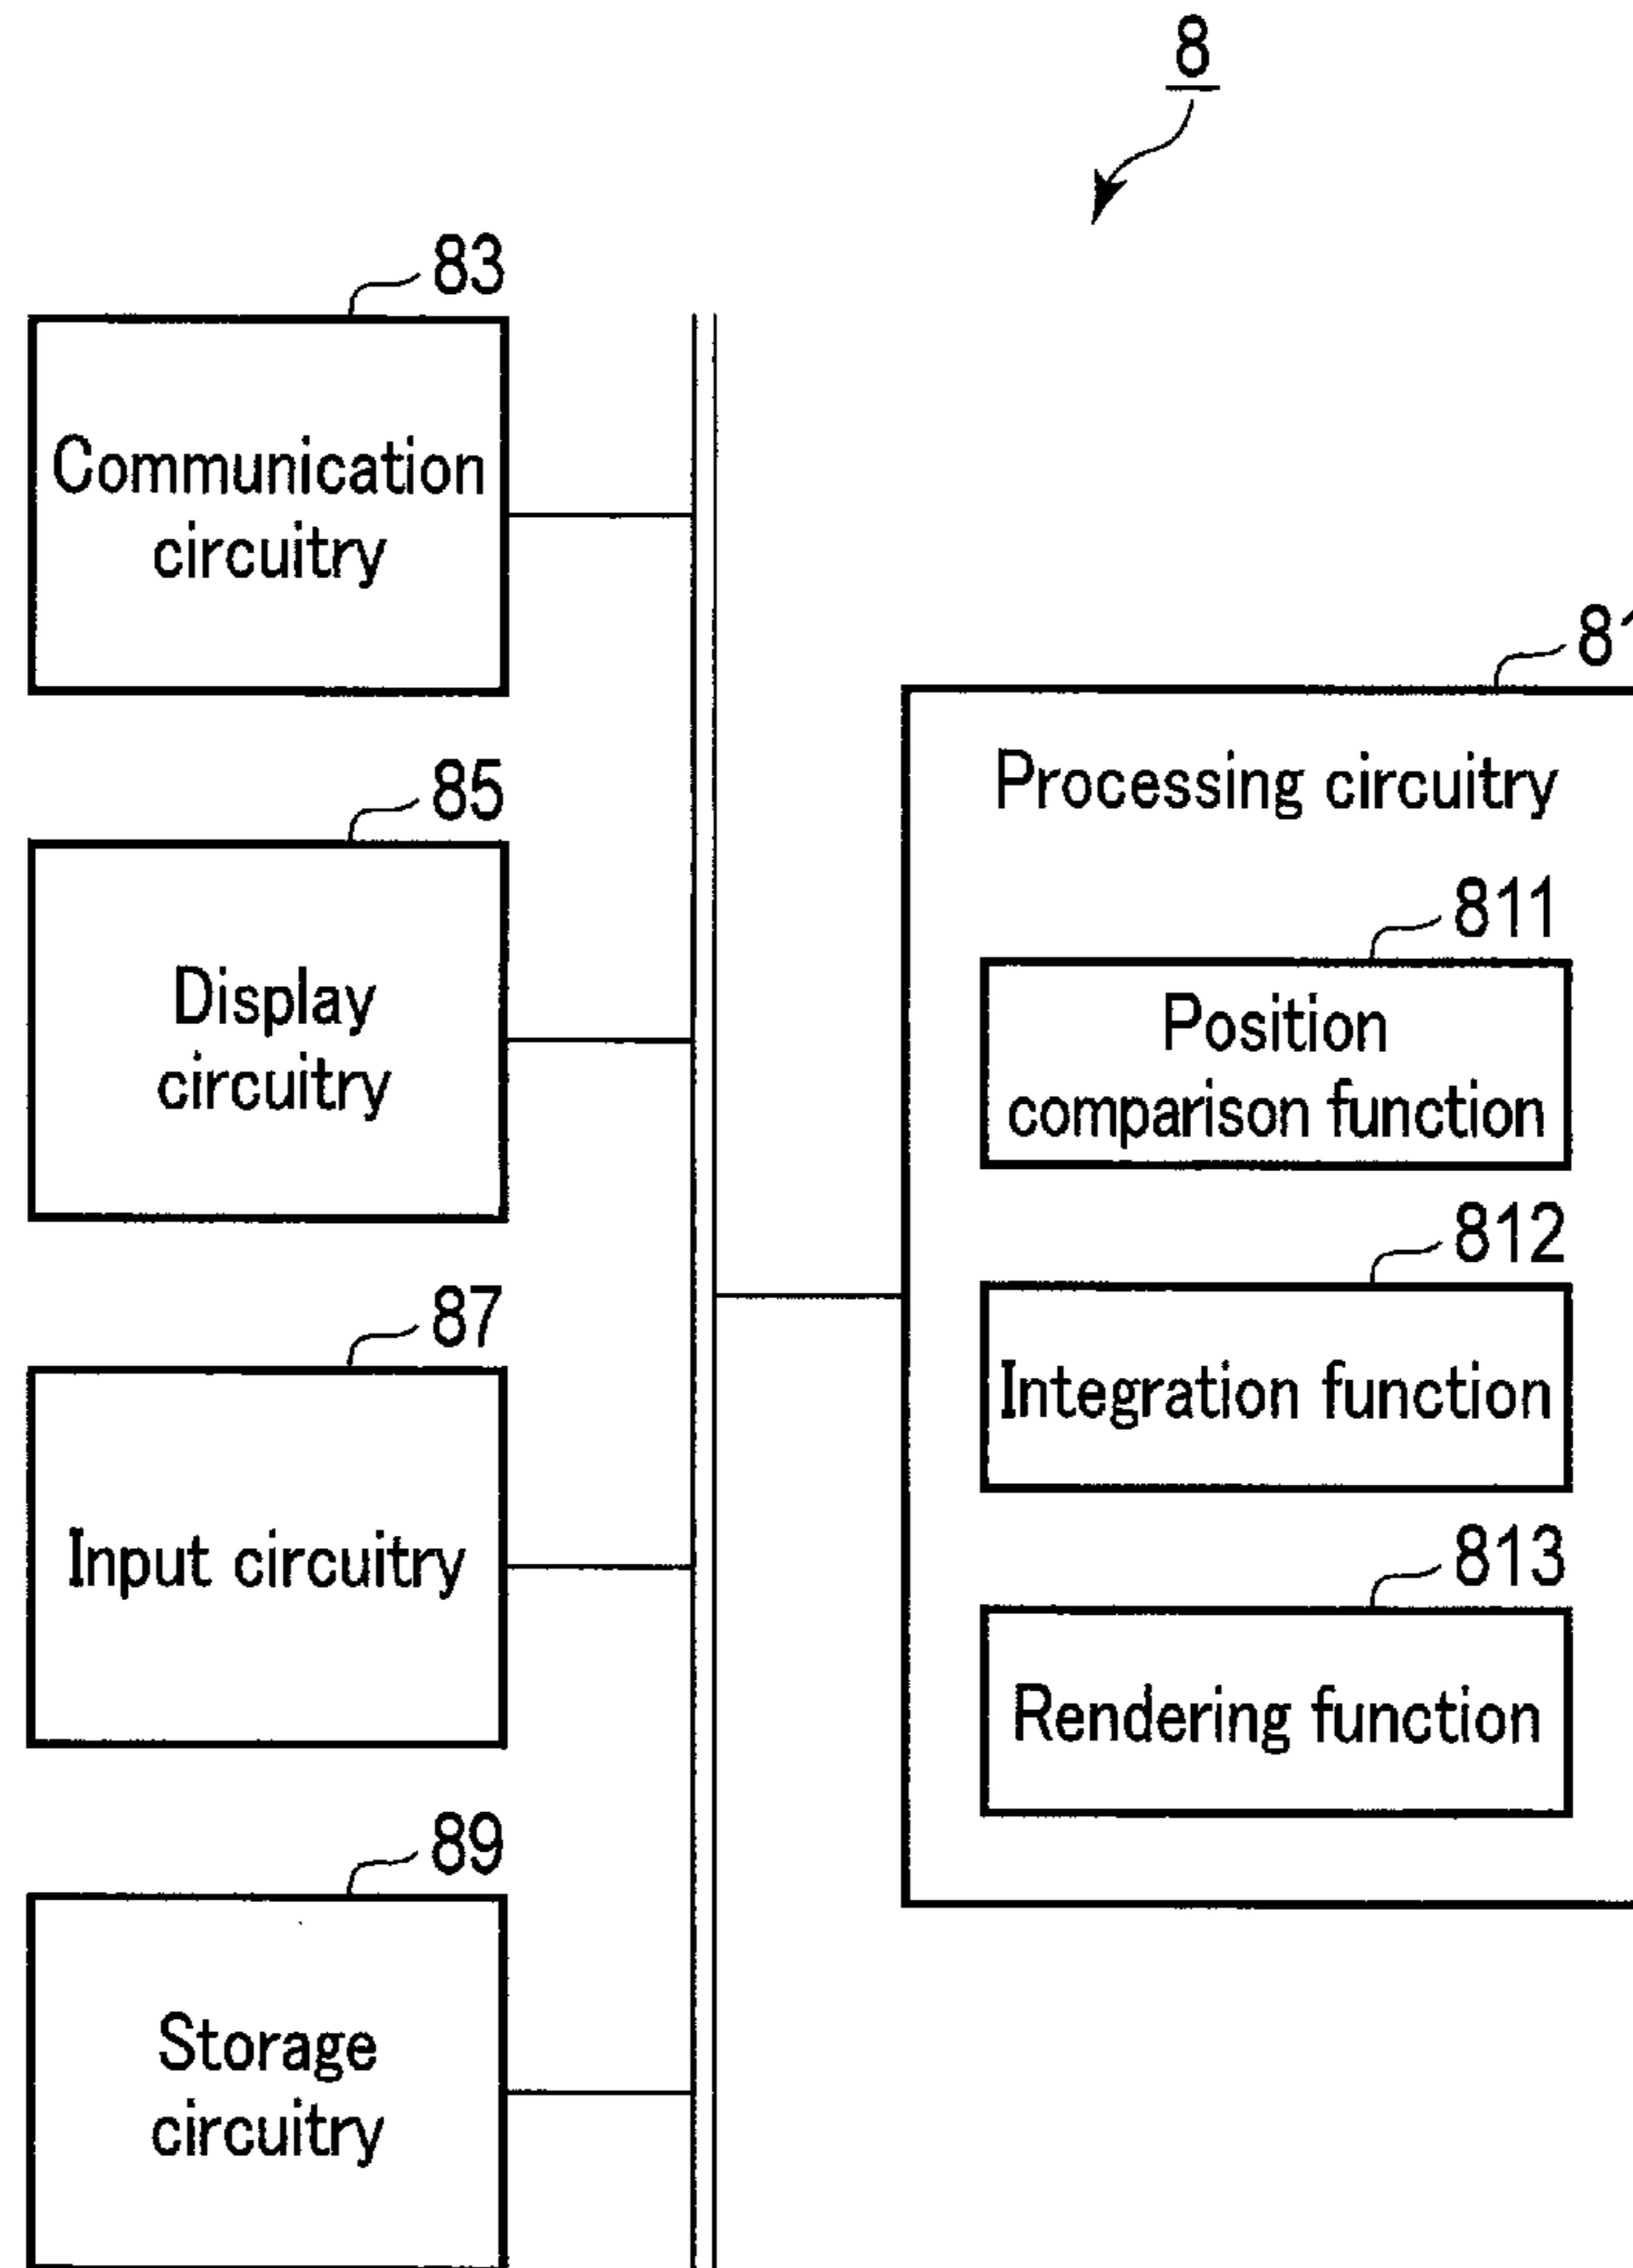 8
83
Communication
circuitry
85
Display
circuitry
87
Input circuitry
89
Storage
circuitry
81
Processing circuitry
811
Position
comparison function
812
Integration function
813
Rendering function